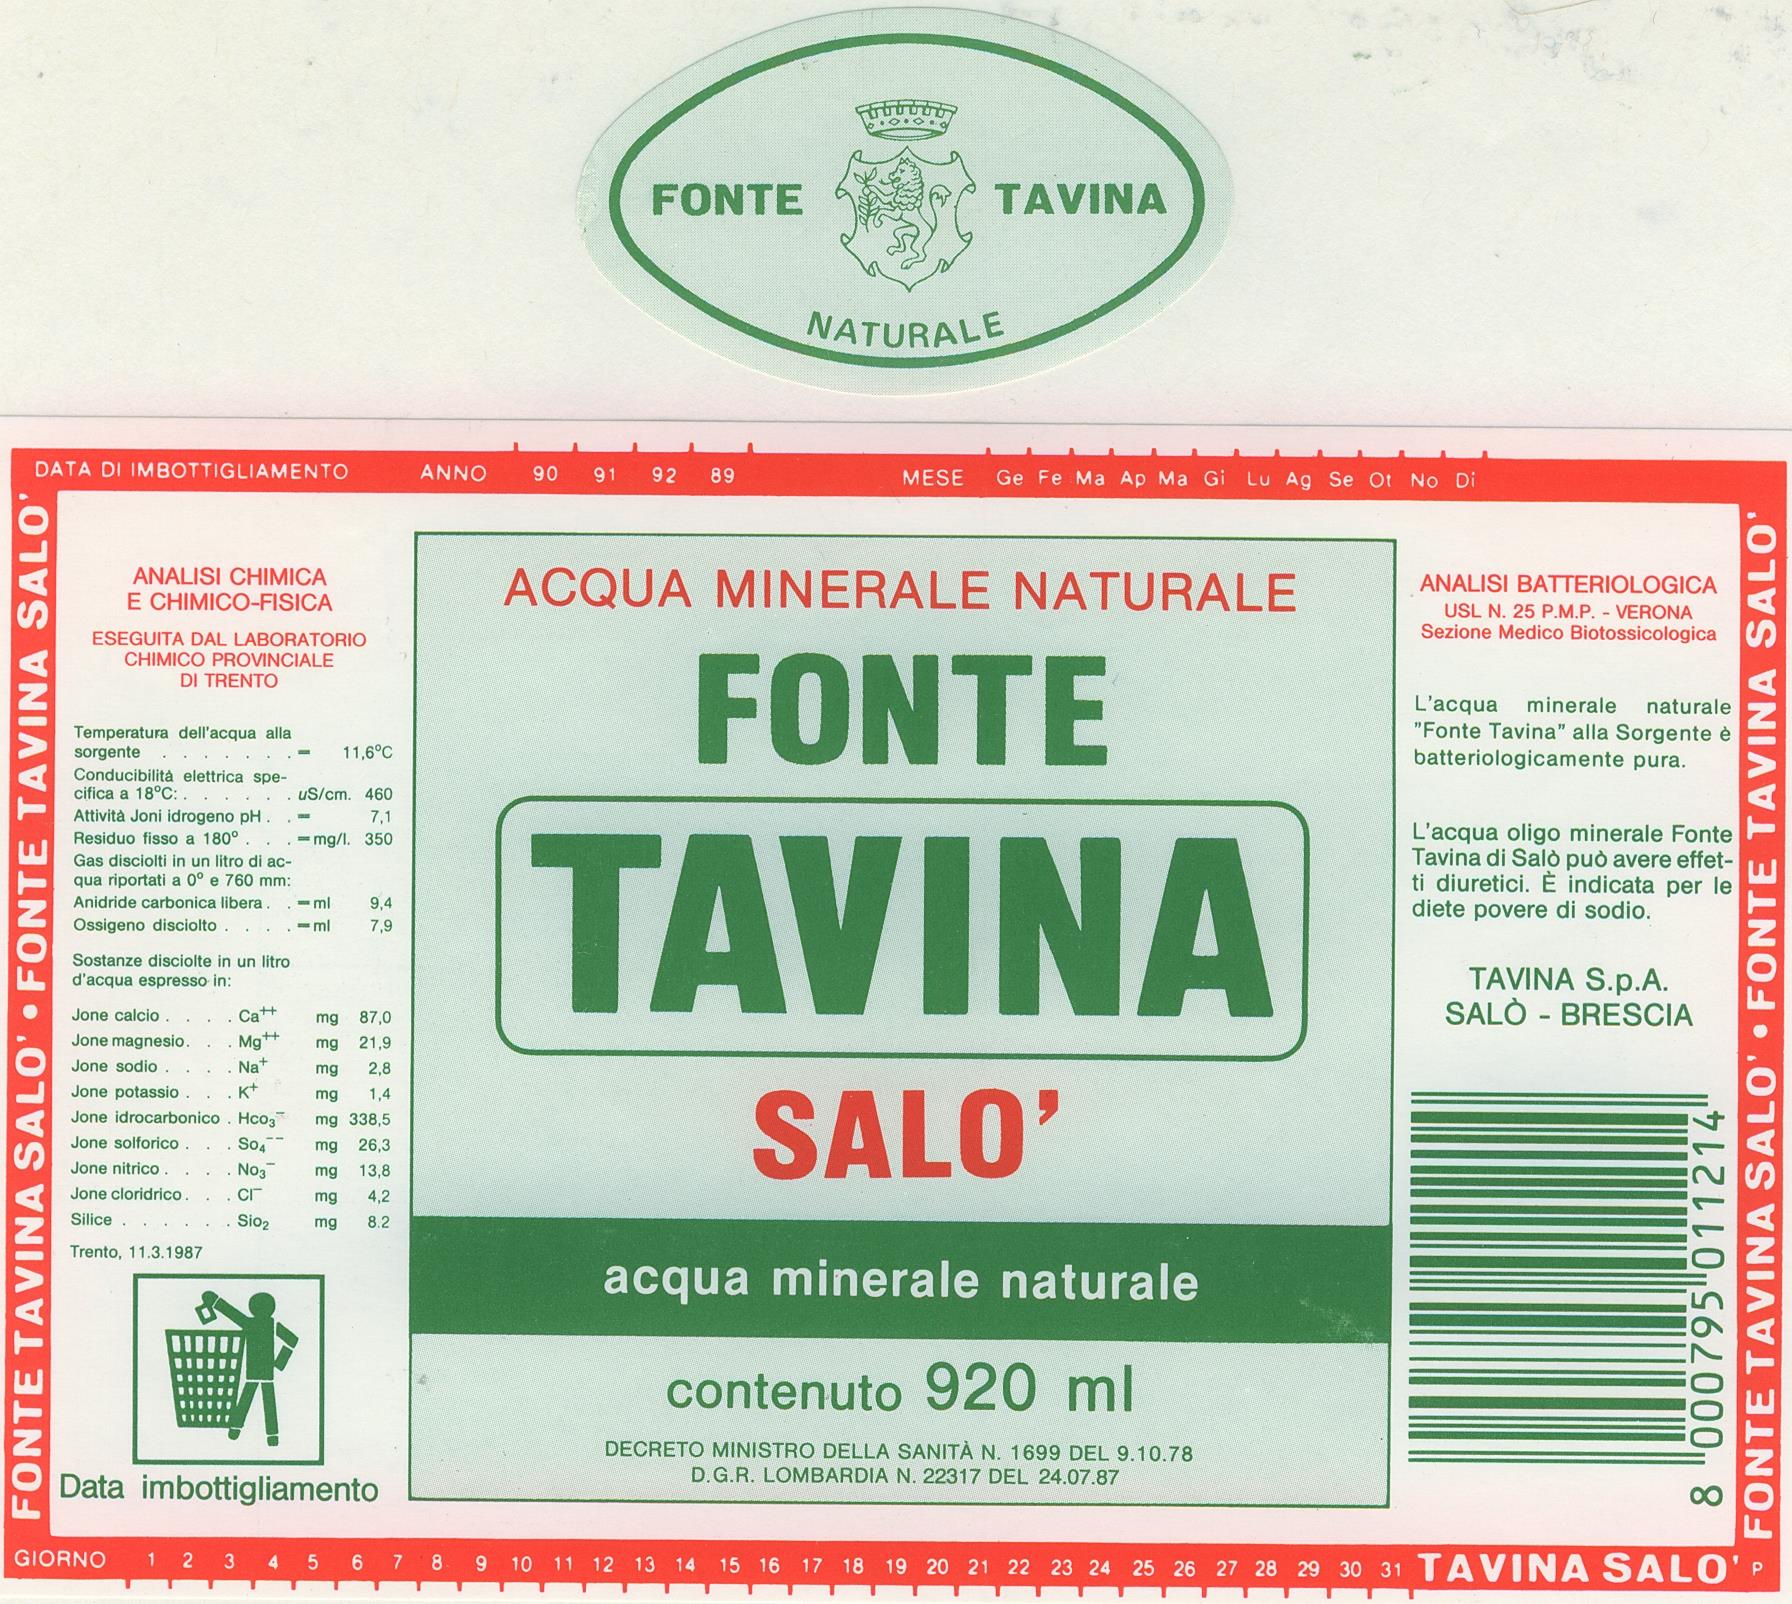 FONTE TAVINA
NATURALE
DATA DI IMBOTTIGLIAMENTO ANNO 90 91 92 89 MESE Ge Fe Ma Ap Ma Gi Lu Ag Se Ot No Di
FONTE TAVINA SALO' • FONTE TAVINA SALO'
ANALISI CHIMICA
E CHIMICO-FISICA
ESEGUITA DAL LABORATORIO
CHIMICO PROVINCIALE
DI TRENTO
Temperatura dell'acqua alla
sorgente . . . . . . . = 11,6°C
Conducibilità elettrica spe-
cifica a 18°C: . . . . . . uS/cm. 460
Attività Joni idrogeno pH . . = 7,1
Residuo fisso a 180° . . . = mg/l. 350
Gas disciolti in un litro di ac-
qua riportati a 0° e 760 mm:
Anidride carbonica libera . . = ml 9,4
Ossigeno disciolto . . . . = ml 7,9
Sostanze disciolte in un litro
d'acqua espresso in:
Jone calcio . . . . Ca++ mg 87,0
Jone magnesio . . . Mg++ mg 21,9
Jone sodio . . . . Na+ mg 2,8
Jone potassio . . . K+ mg 1,4
Jone idrocarbonico . Hco₃⁻ mg 338,5
Jone solforico . . . So₄⁻⁻ mg 26,3
Jone nitrico . . . . No₃⁻ mg 13,8
Jone cloridrico . . . Cl⁻ mg 4,2
Silice . . . . . . Sio₂ mg 8.2
Trento, 11.3.1987
Data imbottigliamento
ACQUA MINERALE NATURALE
FONTE
TAVINA
SALO'
acqua minerale naturale
contenuto 920 ml
DECRETO MINISTRO DELLA SANITÀ N. 1699 DEL 9.10.78
D.G.R. LOMBARDIA N. 22317 DEL 24.07.87
ANALISI BATTERIOLOGICA
USL N. 25 P.M.P. - VERONA
Sezione Medico Biotossicologica
L'acqua minerale naturale
"Fonte Tavina" alla Sorgente è
batteriologicamente pura.
L'acqua oligo minerale Fonte
Tavina di Salò può avere effet-
ti diuretici. È indicata per le
diete povere di sodio.
TAVINA S.p.A.
SALÒ - BRESCIA
8 000795 011214
FONTE TAVINA SALO' • FONTE TAVINA SALO'
GIORNO 1 2 3 4 5 6 7 8 9 10 11 12 13 14 15 16 17 18 19 20 21 22 23 24 25 26 27 28 29 30 31 TAVINA SALO' P